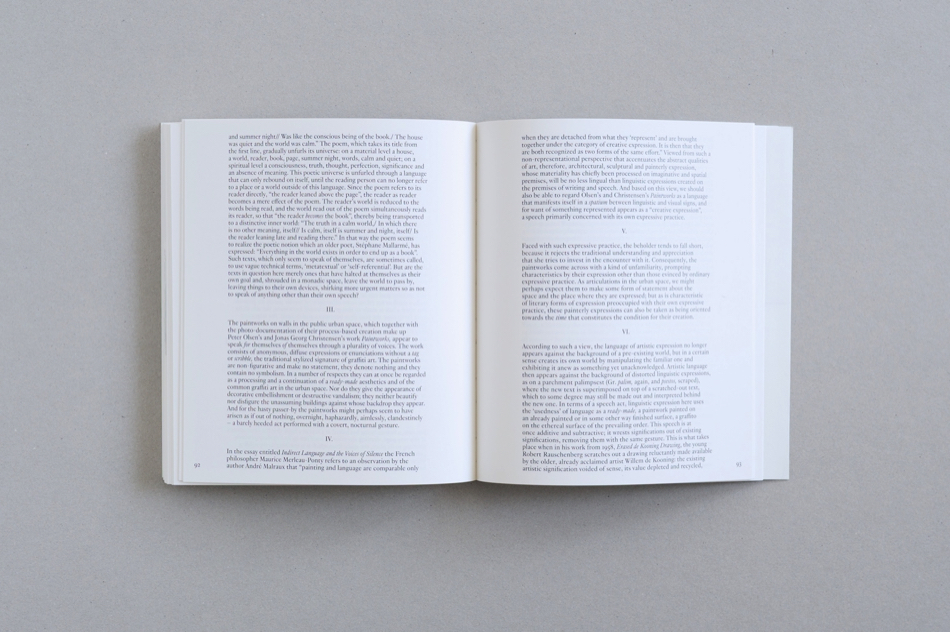 and summer night// Was like the conscious being of the book./ The house
was quiet and the world was calm." The poem, which takes its title from
the first line, gradually unfurls its universe: on a material level a house,
a world, reader, book, page, summer night, words, calm and quiet; on a
spiritual level a consciousness, truth, thought, perfection, significance and
an absence of meaning. This poetic universe is unfurled through a language
that can only rebound on itself, until the reading person can no longer refer
to a place or a world outside of this language. Since the poem refers to its
reader directly, "the reader leaned above the page", the reader as reader
becomes a mere effect of the poem. The reader's world is reduced to the
words being read; and the world read out of the poem simultaneously reads
its reader, so that "the reader become the book", thereby being transported
to a distinctive inner world: "The truth in a calm world,/ In which there
is no other meaning, itself// Is calm, itself is summer and night, itself/ Is
the reader leaning late and reading there." In that way the poem seems
to realize the poetic notion which an older poet, Stéphane Mallarmé, has
expressed: "Everything in the world exists in order to end up as a book".
Such texts, which only seem to speak of themselves, are sometimes called,
to use vague technical terms, 'metatextual' or 'self-referential'. But are the
texts in question here merely ones that have halted at themselves as their
own goal and, shrouded in a monadic space, leave the world to pass by,
leaving things to their own devices, shirking more urgent matters so as not
to speak of anything other than their own speech?
III.
The paintworks on walls in the public urban space, which together with
the photo-documentation of their process-based creation make up
Peter Olsen's and Jonas Georg Christensen's work Paintworks, appear to
speak for themselves of themselves through a plurality of voices. The work
consists of anonymous, diffuse expressions or enunciations without a tag
or scribble, the traditional stylized signature of graffiti art. The paintworks
are non-figurative and make no statement, they denote nothing and they
contain no symbolism. In a number of respects they can at once be regarded
as a processing and a continuation of a ready-made aesthetics and of the
common graffiti art in the urban space. Nor do they give the appearance of
decorative embellishment or destructive vandalism; they neither beautify
nor disfigure the unassuming buildings against whose backdrop they appear.
And for the hasty passer-by the paintworks might perhaps seem to have
arisen as if out of nothing, overnight, haphazardly, aimlessly, clandestinely
– a barely heeded act performed with a covert, nocturnal gesture.
IV.
In the essay entitled Indirect Language and the Voices of Silence the French
philosopher Maurice Merleau-Ponty refers to an observation by the
author André Malraux that "painting and language are comparable only
92
when they are detached from what they 'represent' and are brought
together under the category of creative expression. It is then that they
are both recognized as two forms of the same effort." Viewed from such a
non-representational perspective that accentuates the abstract qualities
of art, therefore, architectural, sculptural and painterly expression,
whose materiality has chiefly been processed on imaginative and spatial
premises, will be no less lingual than linguistic expressions created on
the premises of writing and speech. And based on this view, we should
also be able to regard Olsen's and Christensen's Paintworks as a language
that manifests itself in a pattern between linguistic and visual signs, and
for want of something represented appears as a "creative expression",
a speech primarily concerned with its own expressive practice.
V.
Faced with such expressive practice, the beholder tends to fall short,
because it rejects the traditional understanding and appreciation
that she tries to invest in the encounter with it. Consequently, the
paintworks come across with a kind of unfamiliarity, prompting
characteristics by their expression other than those evinced by ordinary
expressive practice. As articulations in the urban space, we might
perhaps expect them to make some form of statement about the
space and the place where they are expressed; but as is characteristic
of literary forms of expression preoccupied with their own expressive
practice, these painterly expressions can also be taken as being oriented
towards the time that constitutes the condition for their creation.
VI.
According to such a view, the language of artistic expression no longer
appears against the background of a pre-existing world, but in a certain
sense creates its own world by manipulating the familiar one and
exhibiting it anew as something yet unacknowledged. Artistic language
then appears against the background of distorted linguistic expressions,
as on a parchment palimpsest (Gr. palim, again, and psestos, scraped),
where the new text is superimposed on top of a scratched-out text,
which to some degree may still be made out and interpreted behind
the new one. In terms of a speech act, linguistic expression here uses
the 'usedness' of language as a ready-made, a paintwork painted on
an already painted or in some other way finished surface, a graffito
on the ethereal surface of the prevailing order. This speech is at
once additive and subtractive; it wrests significations out of existing
significations, removing them with the same gesture. This is what takes
place when in his work from 1958, Erased de Kooning Drawing, the young
Robert Rauschenberg scratches out a drawing reluctantly made available
by the older, already acclaimed artist Willem de Kooning: the existing
artistic signification voided of sense, its value depleted and recycled,
93